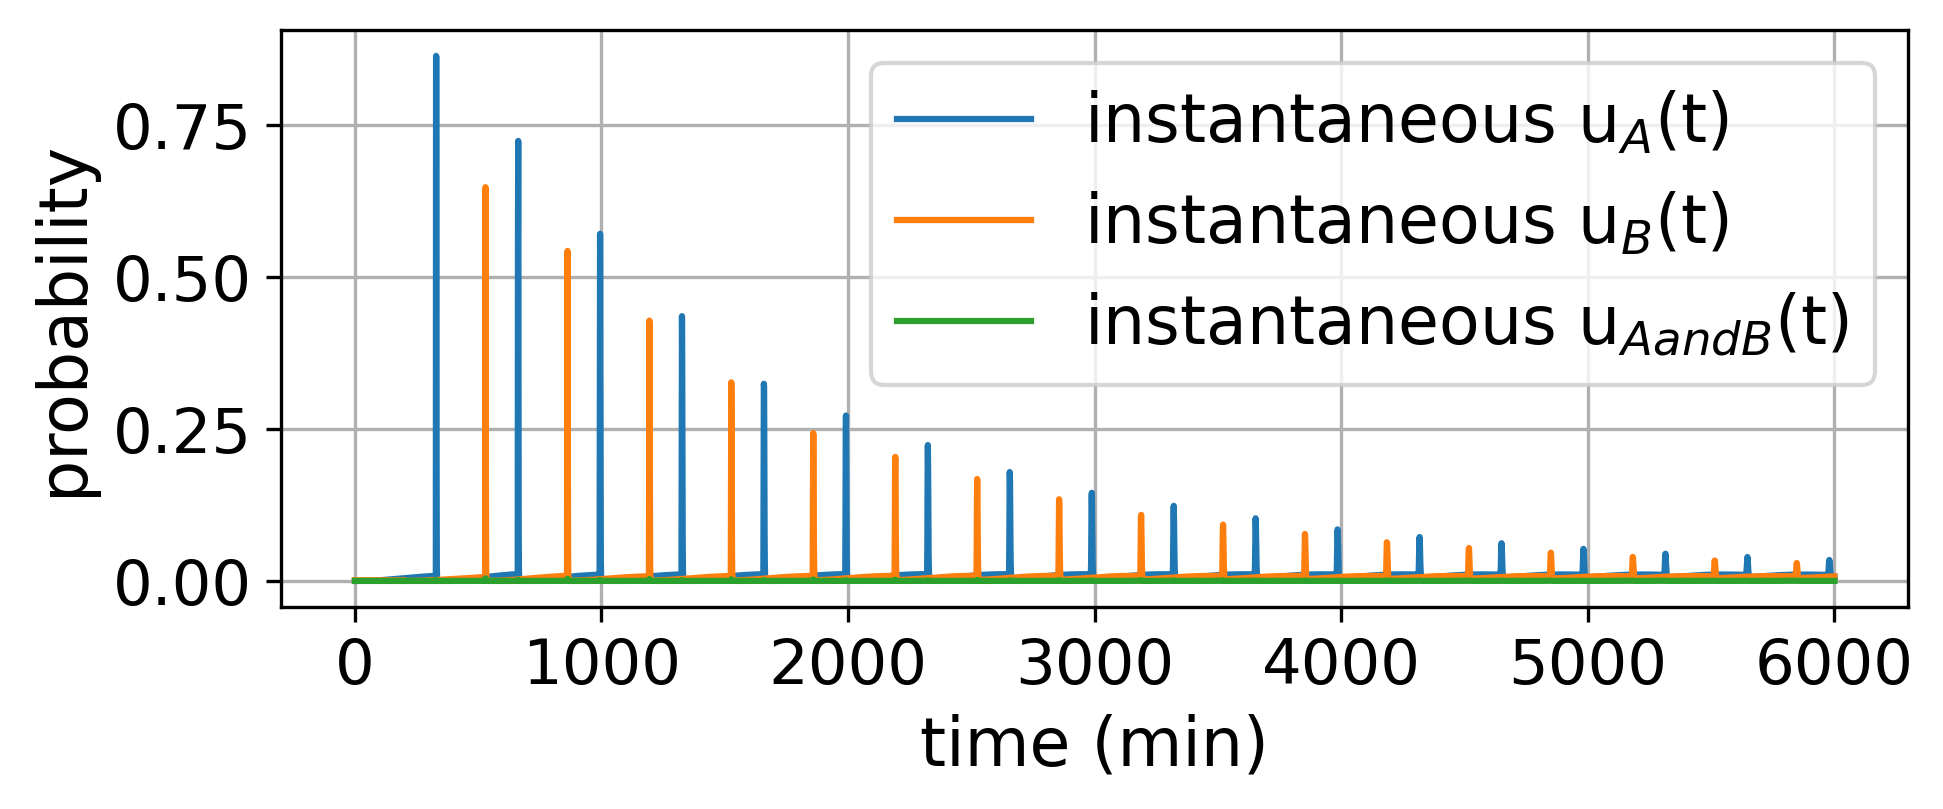 probability
0.75
0.50
0.25
0.00
instantaneous u_A(t)
instantaneous u_B(t)
instantaneous u_AandB(t)
0 1000 2000 3000 4000 5000 6000
time (min)